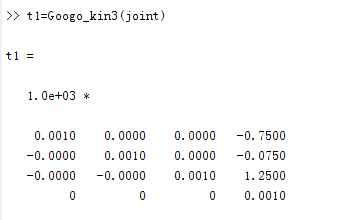 >> t1=Googo_kin3(joint)
t1 =
1.0e+03 *
0.0010 0.0000 0.0000 -0.7500
-0.0000 0.0010 0.0000 -0.0750
-0.0000 -0.0000 0.0010 1.2500
0 0 0 0.0010